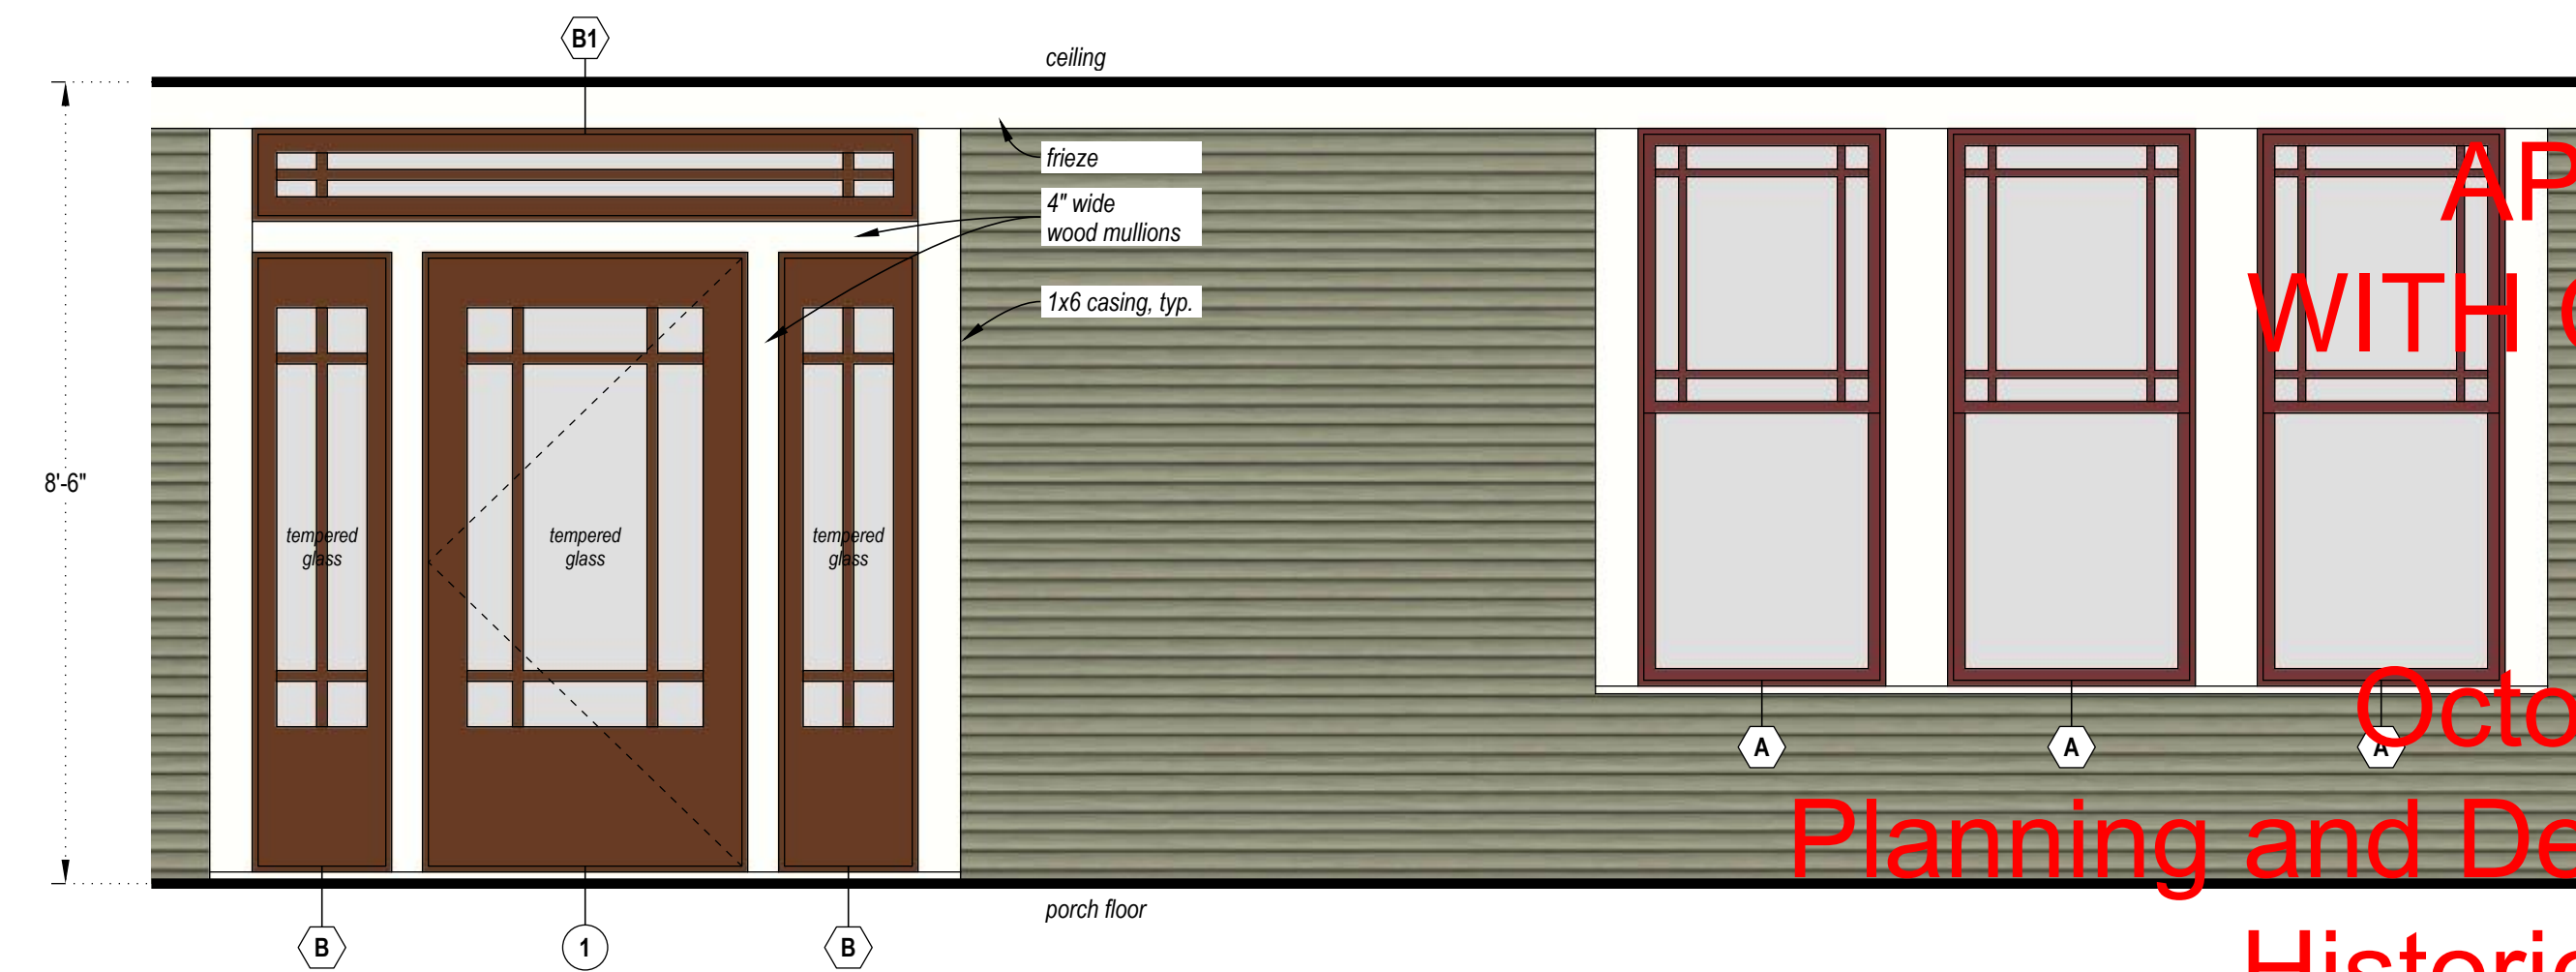 B1
ceiling
frieze
4" wide
wood mullions
1x6 casing, typ.
8'-6"
tempered
glass
tempered
glass
tempered
glass
A
A
A
WITH
Planning and
porch floor
B
1
B